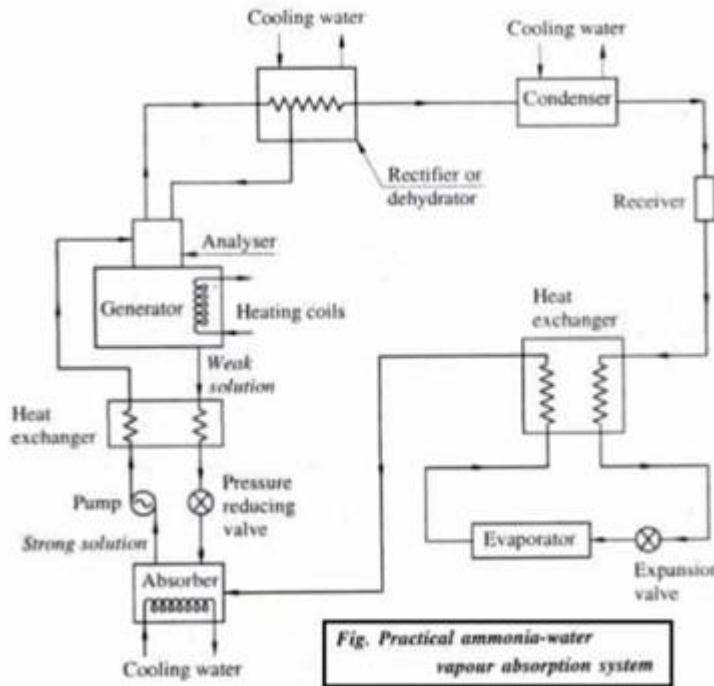 Cooling water
Cooling water
Condenser
Rectifier or
dehydrator
Receiver
Analyser
Generator
Heating coils
Heat
exchanger
Weak
solution
Heat
exchanger
Pump
Pressure
reducing
valve
Strong solution
Evaporator
Absorber
Expansion
valve
Cooling water
Fig. Practical ammonia-water
vapour absorption system